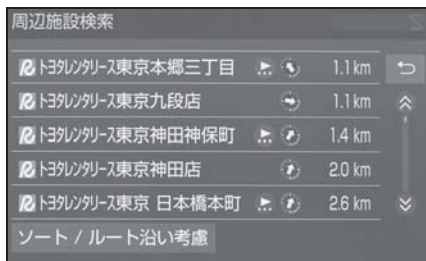 周辺施設検索
トヨタレンタリース東京本郷三丁目 1.1 km
トヨタレンタリース東京九段店 1.1 km
トヨタレンタリース東京神田神保町 1.4 km
トヨタレンタリース東京神田店 2.0 km
トヨタレンタリース東京 日本橋本町 2.6 km
ソート / ルート沿い考慮